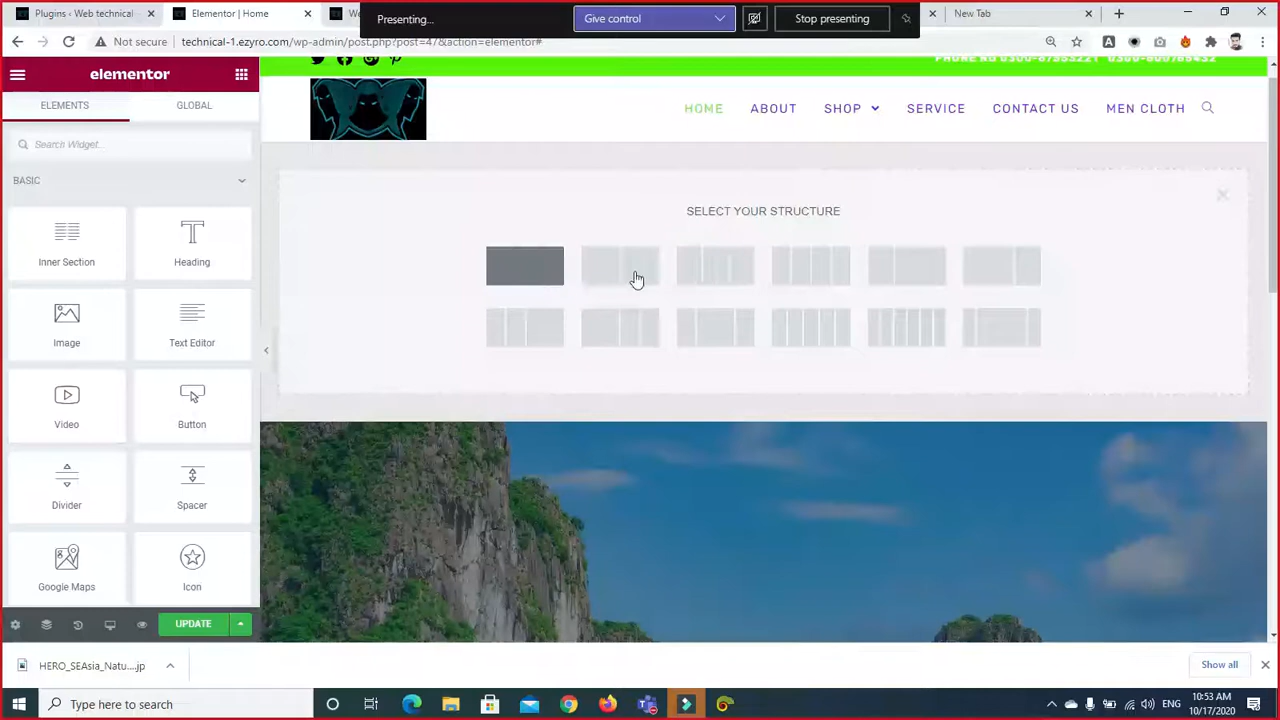 Plugins ‹ Web technical
Elementor | Home
Presenting...
Give control
Stop presenting
New Tab
Not secure
technical-1.ezyro.com/wp-admin/post.php?post=47&action=elementor#
elementor
ELEMENTS
GLOBAL
Search Widget...
BASIC
Inner Section
Heading
Image
Text Editor
Video
Button
Divider
Spacer
Google Maps
Icon
UPDATE
HOME
ABOUT
SHOP
SERVICE
CONTACT US
MEN CLOTH
SELECT YOUR STRUCTURE
HERO_SEAsia_Natu....jp
Show all
Type here to search
ENG
10:53 AM
10/17/2020